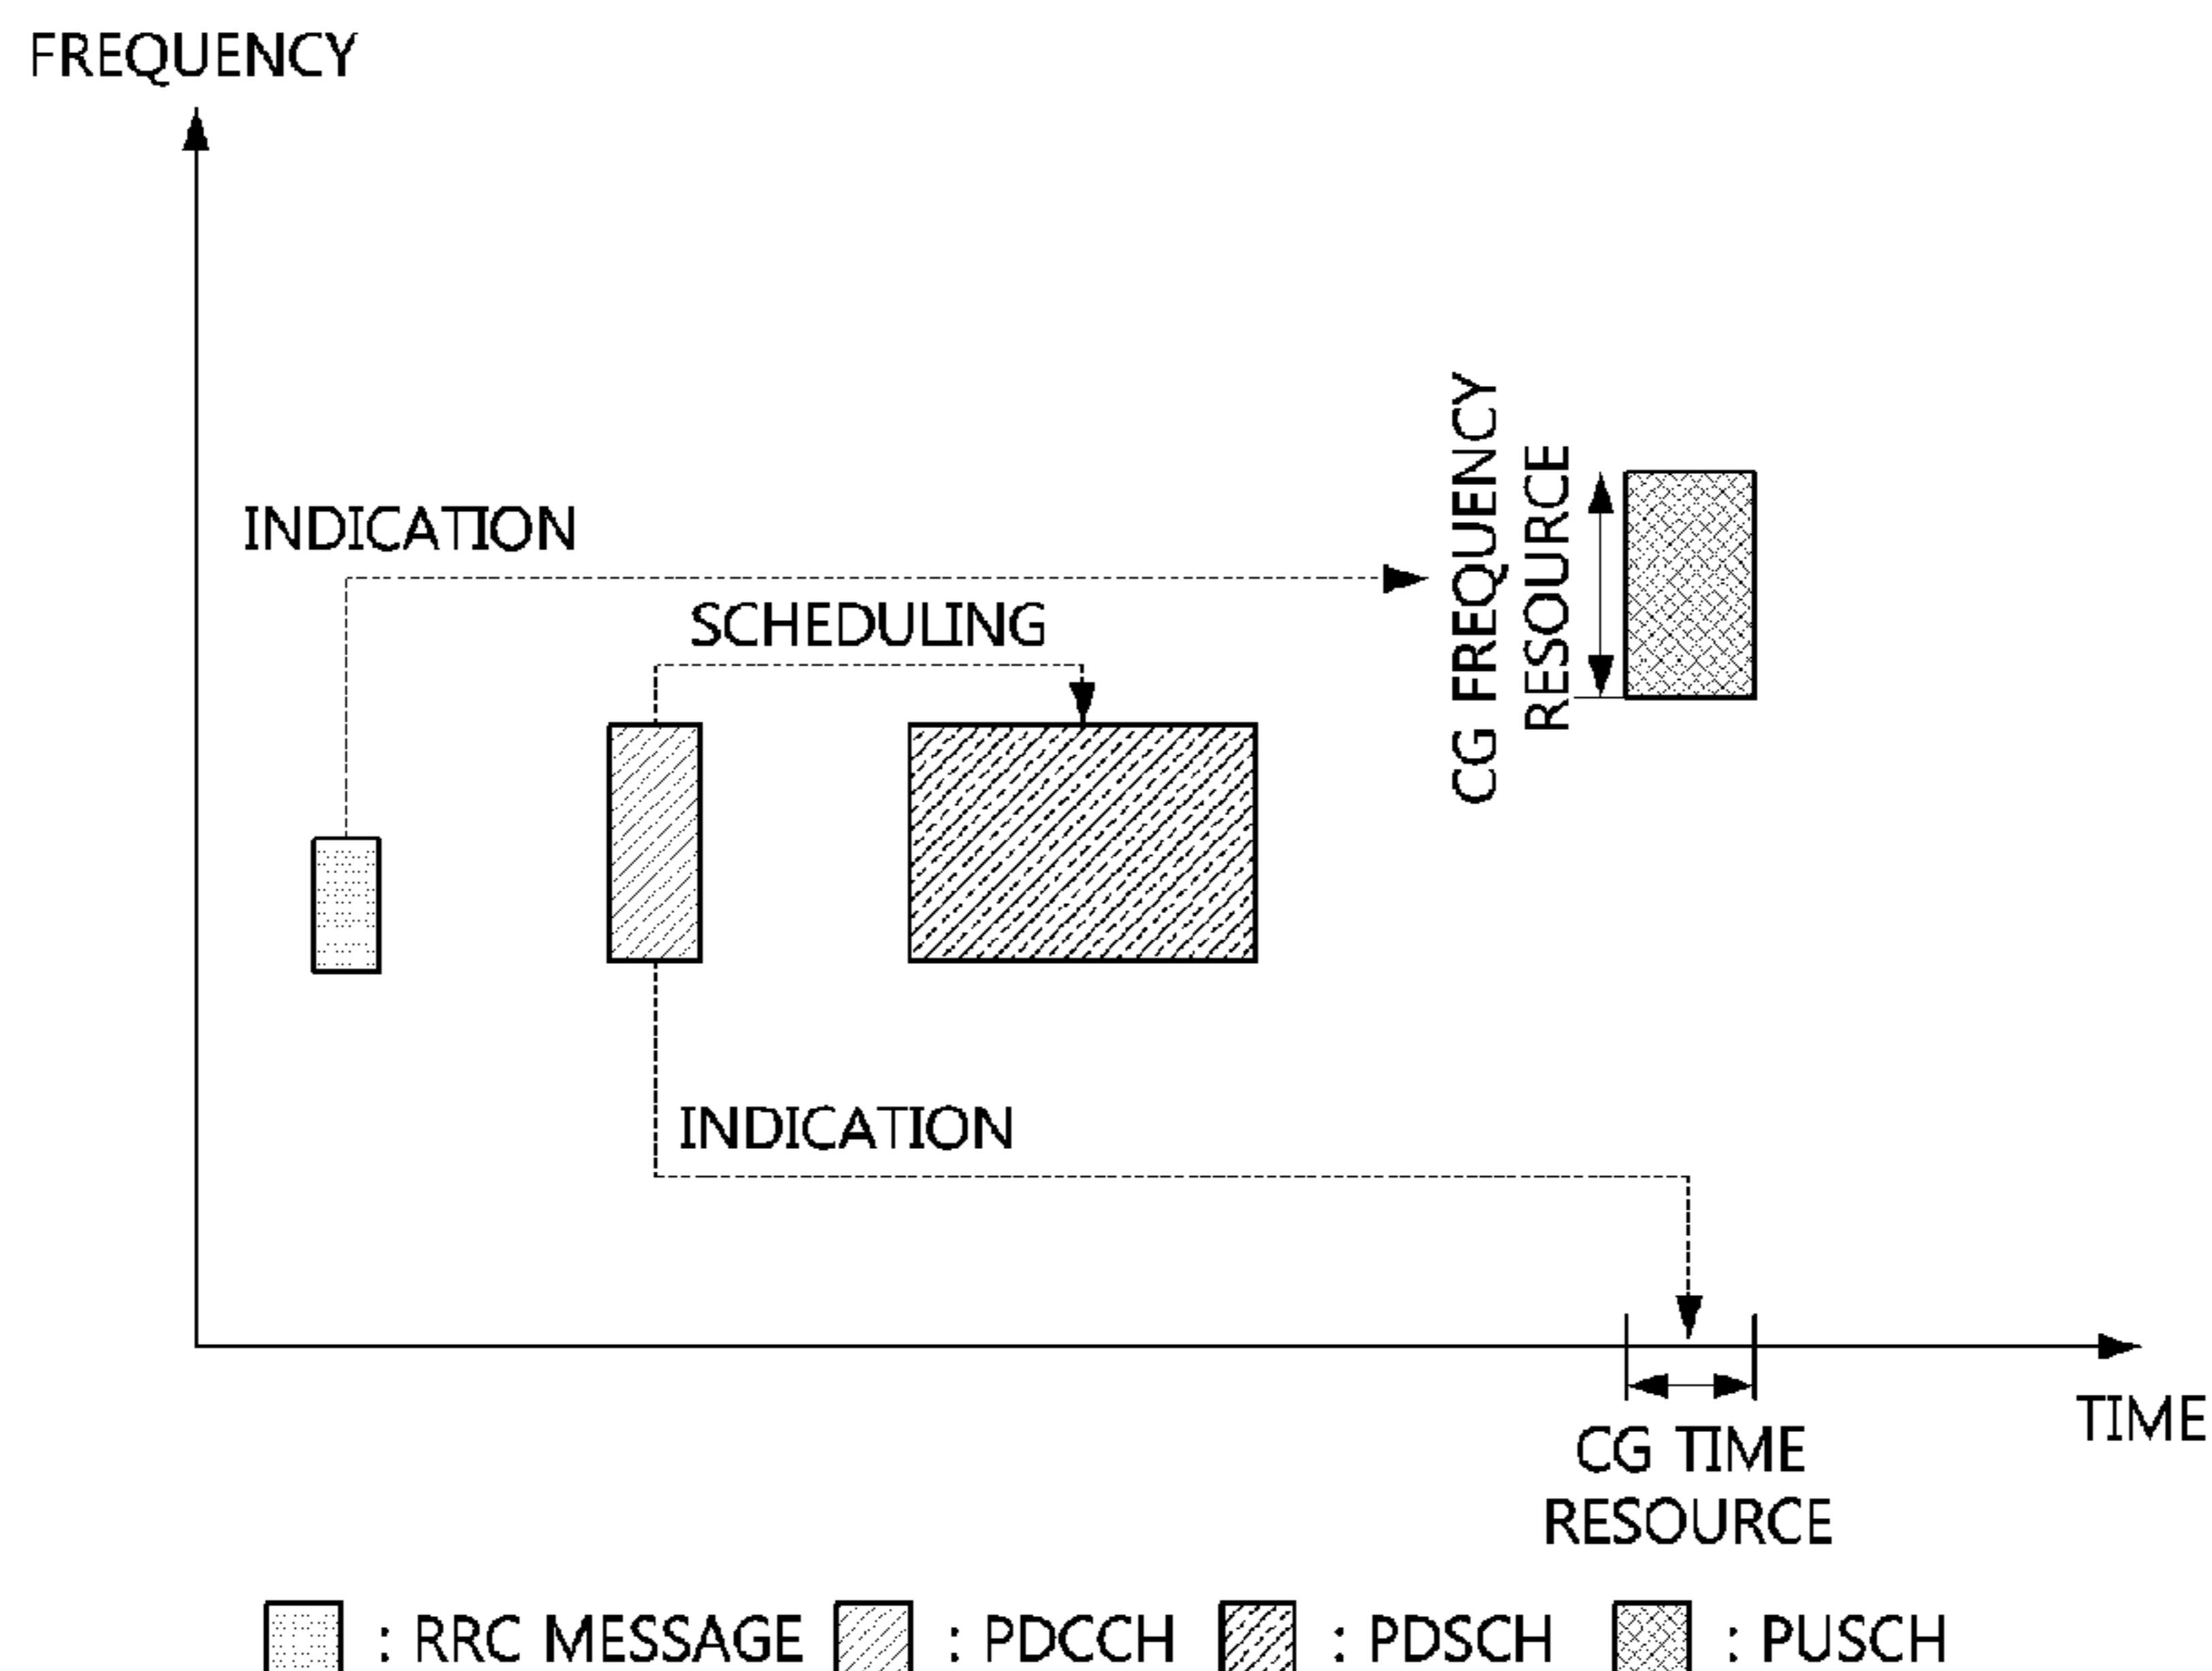 FREQUENCY
INDICATION
SCHEDULING
CG FREQUENCY
RESOURCE
INDICATION
TIME
CG TIME
RESOURCE
: RRC MESSAGE : PDCCH : PDSCH : PUSCH